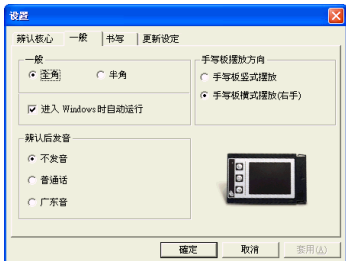 设置
辨认核心 一般 书写 更新设定
一般
全角 半角
进入 Windows 时自动运行
辨认后发音
不发音
普通话
广东音
手写板摆放方向
手写板竖式摆放
手写板横式摆放(右手)
確定 取消 套用(A)